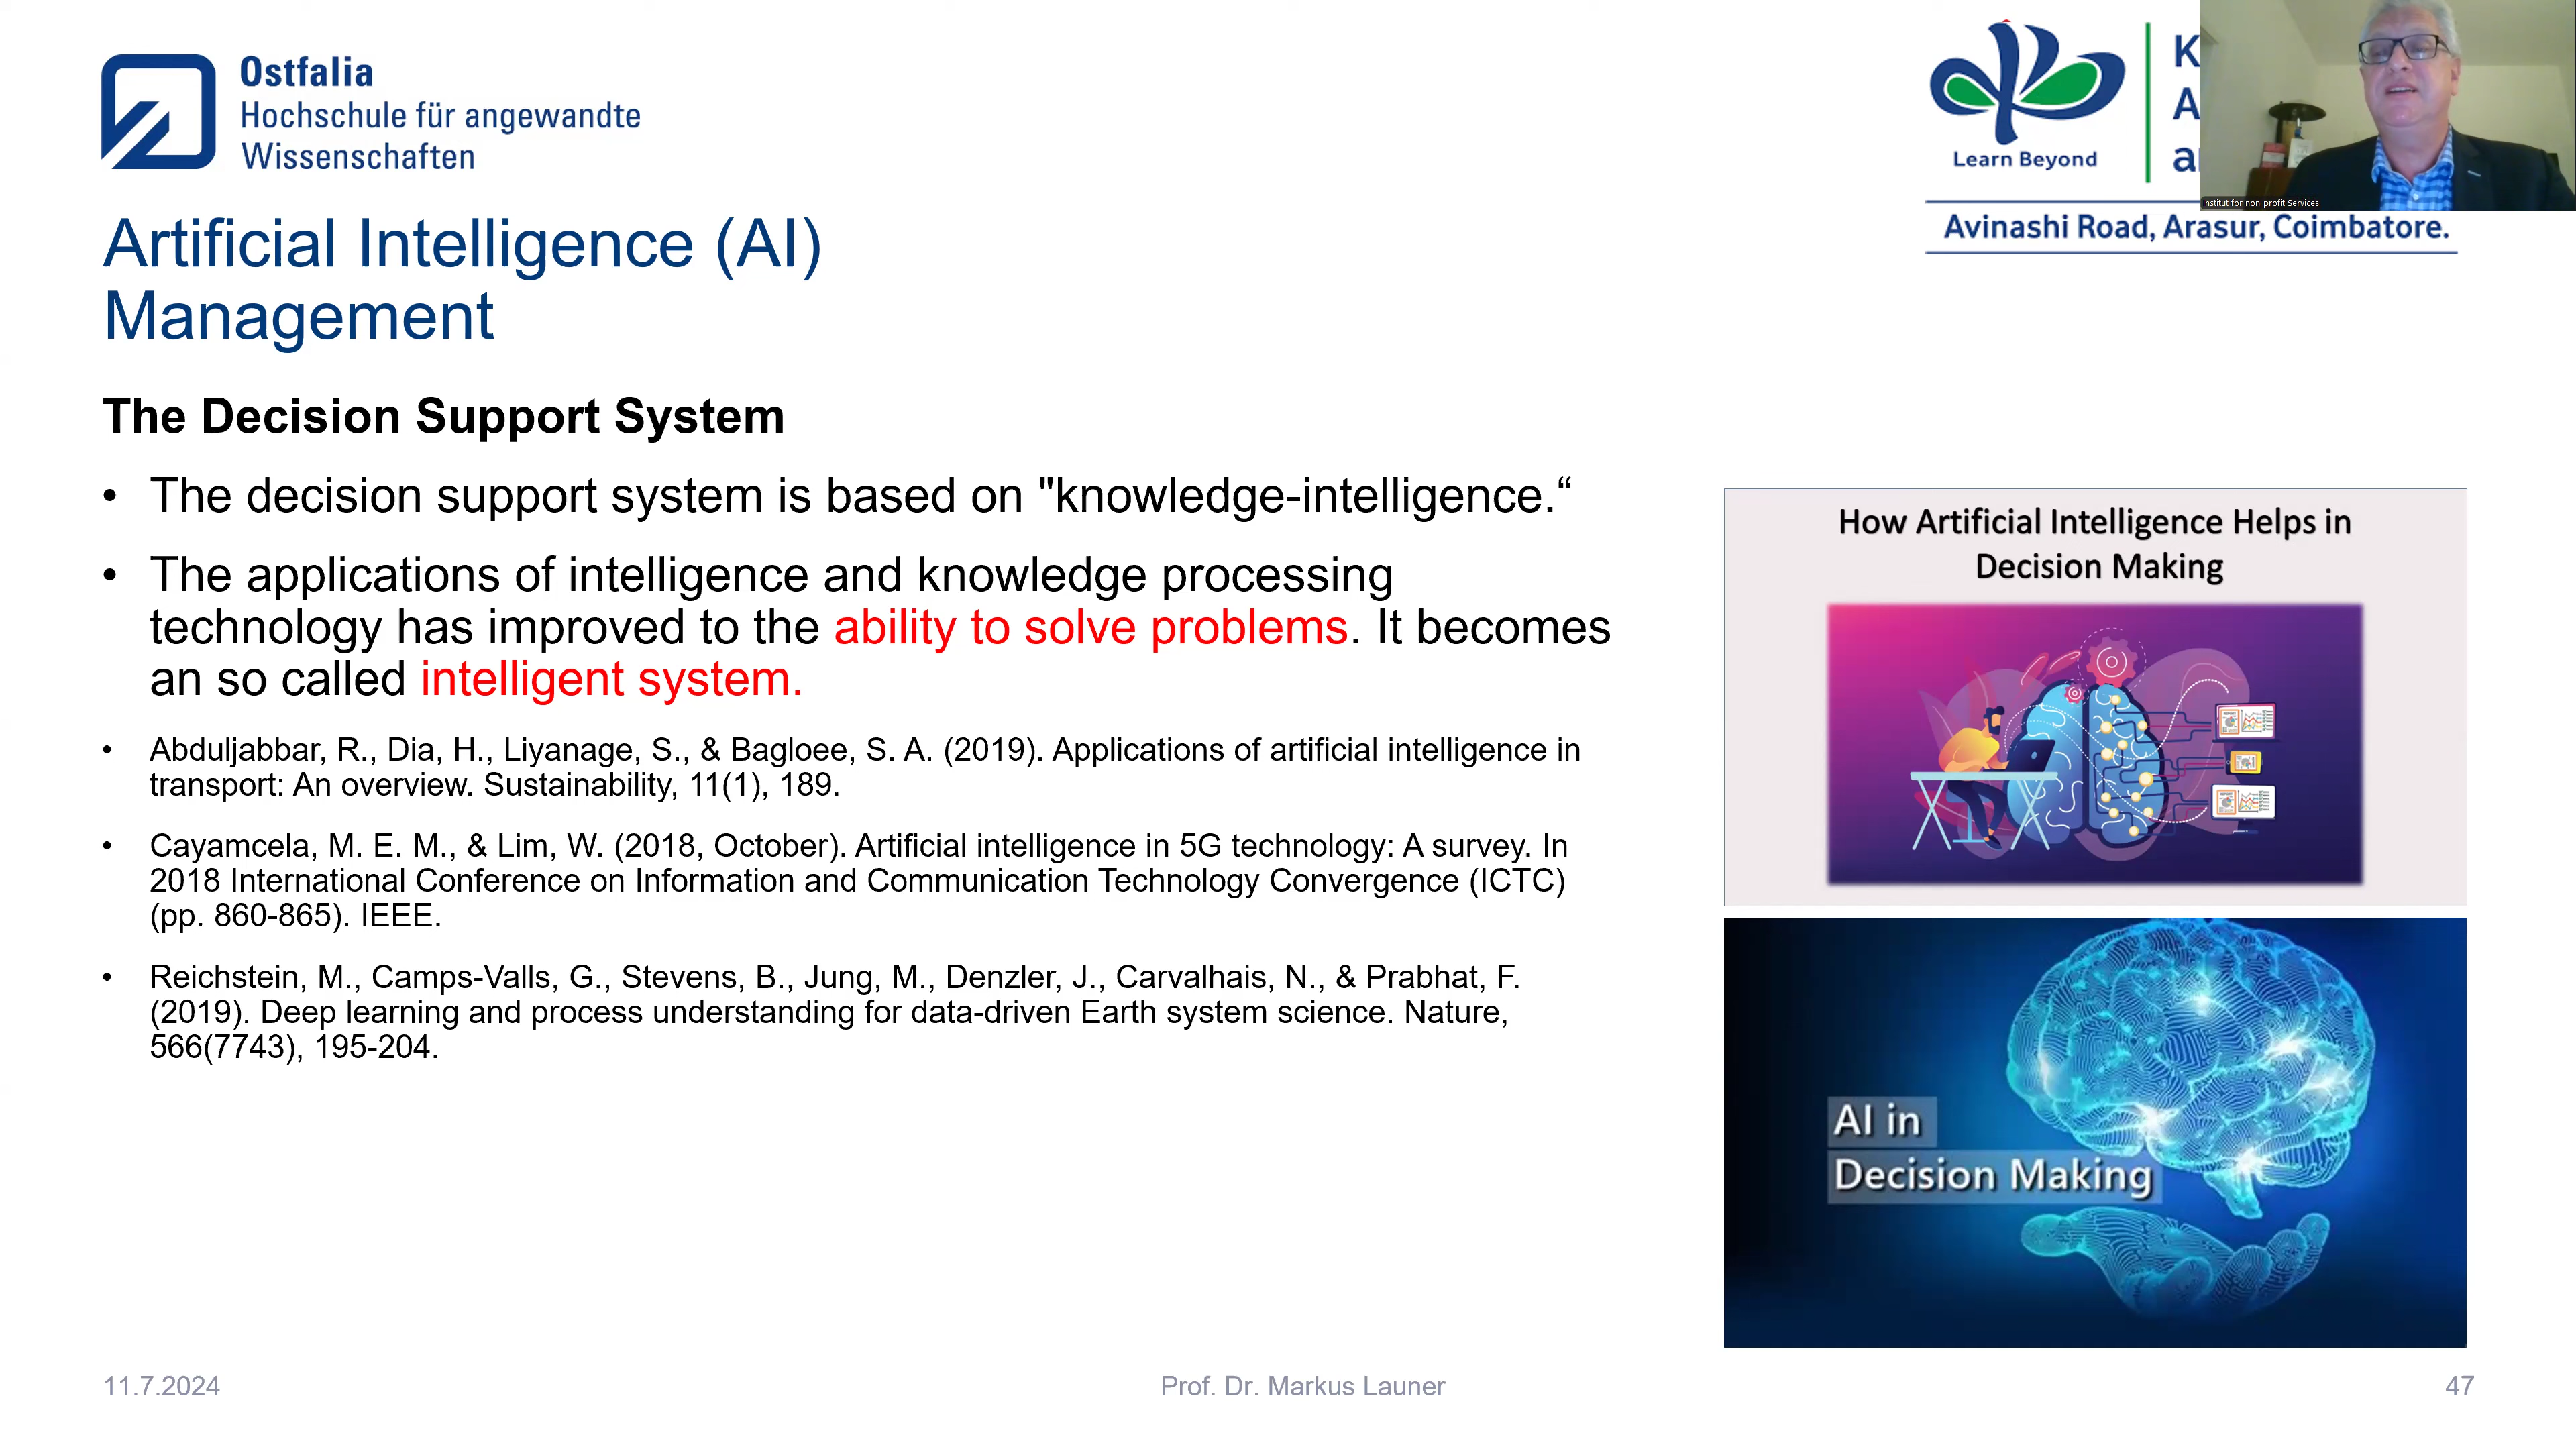 Ostfalia
Hochschule für angewandte
Wissenschaften
Learn Beyond
K
A
a
Institut for non-profit Services
Avinashi Road, Arasur, Coimbatore.
Artificial Intelligence (AI)
Management
The Decision Support System
• The decision support system is based on "knowledge-intelligence.“
• The applications of intelligence and knowledge processing
technology has improved to the ability to solve problems. It becomes
an so called intelligent system.
• Abduljabbar, R., Dia, H., Liyanage, S., & Bagloee, S. A. (2019). Applications of artificial intelligence in
transport: An overview. Sustainability, 11(1), 189.
• Cayamcela, M. E. M., & Lim, W. (2018, October). Artificial intelligence in 5G technology: A survey. In
2018 International Conference on Information and Communication Technology Convergence (ICTC)
(pp. 860-865). IEEE.
• Reichstein, M., Camps-Valls, G., Stevens, B., Jung, M., Denzler, J., Carvalhais, N., & Prabhat, F.
(2019). Deep learning and process understanding for data-driven Earth system science. Nature,
566(7743), 195-204.
How Artificial Intelligence Helps in
Decision Making
AI in
Decision Making
11.7.2024
Prof. Dr. Markus Launer
47